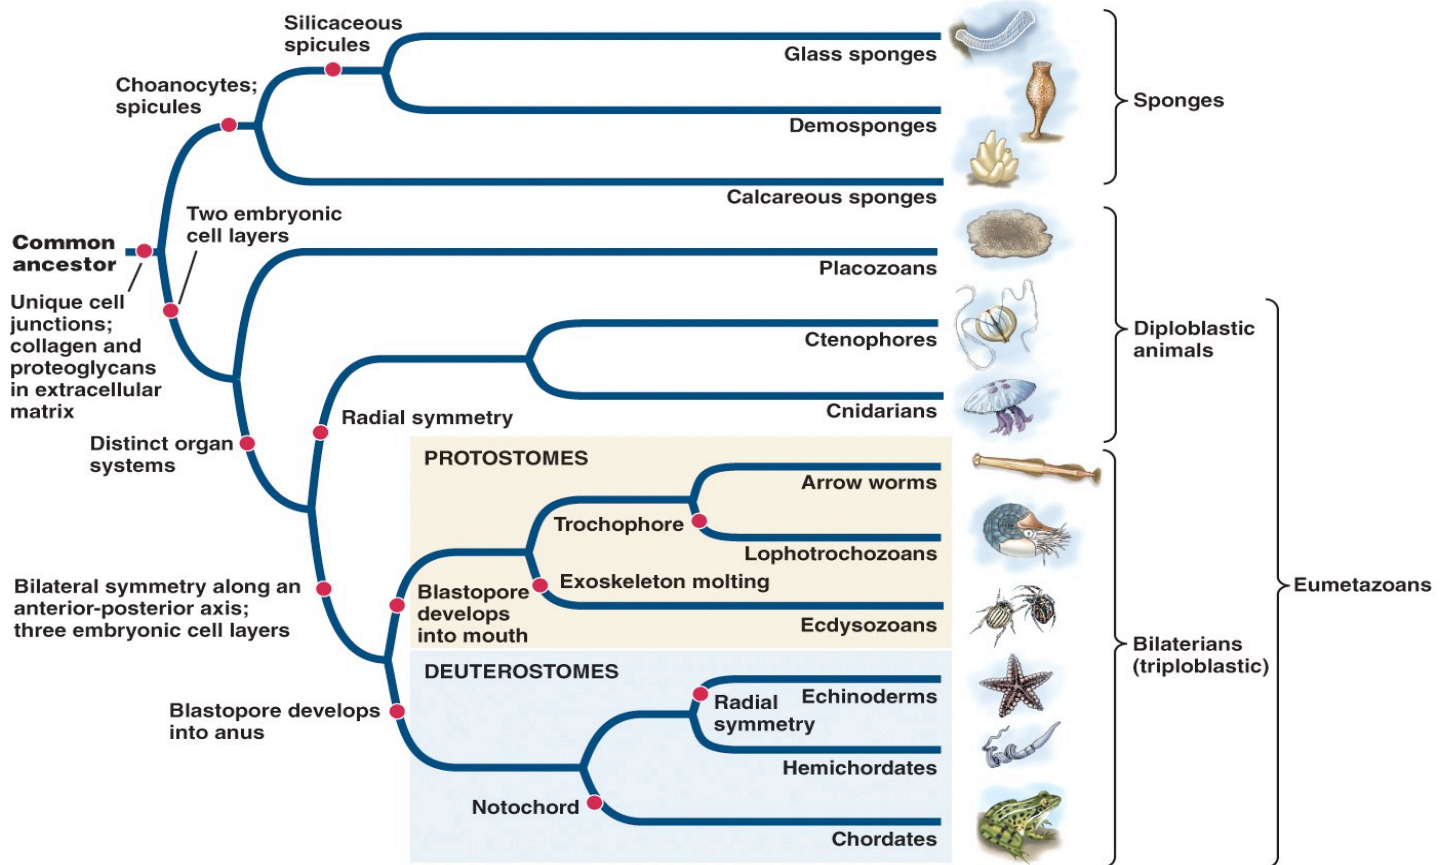 Silicaceous
spicules
Glass sponges
Choanocytes;
spicules
Sponges
Demosponges
Calcareous sponges
Two embryonic
cell layers
Common
ancestor
Placozoans
Unique cell
junctions;
collagen and
proteoglycans
in extracellular
matrix
Ctenophores
Diploblastic
animals
Cnidarians
Radial symmetry
Distinct organ
systems
PROTOSTOMES
Arrow worms
Trochophore
Lophotrochozoans
Bilateral symmetry along an
anterior-posterior axis;
three embryonic cell layers
Exoskeleton molting
Blastopore
develops
into mouth
Ecdysozoans
Eumetazoans
Bilaterians
(triploblastic)
DEUTEROSTOMES
Echinoderms
Radial
symmetry
Blastopore develops
into anus
Hemichordates
Notochord
Chordates